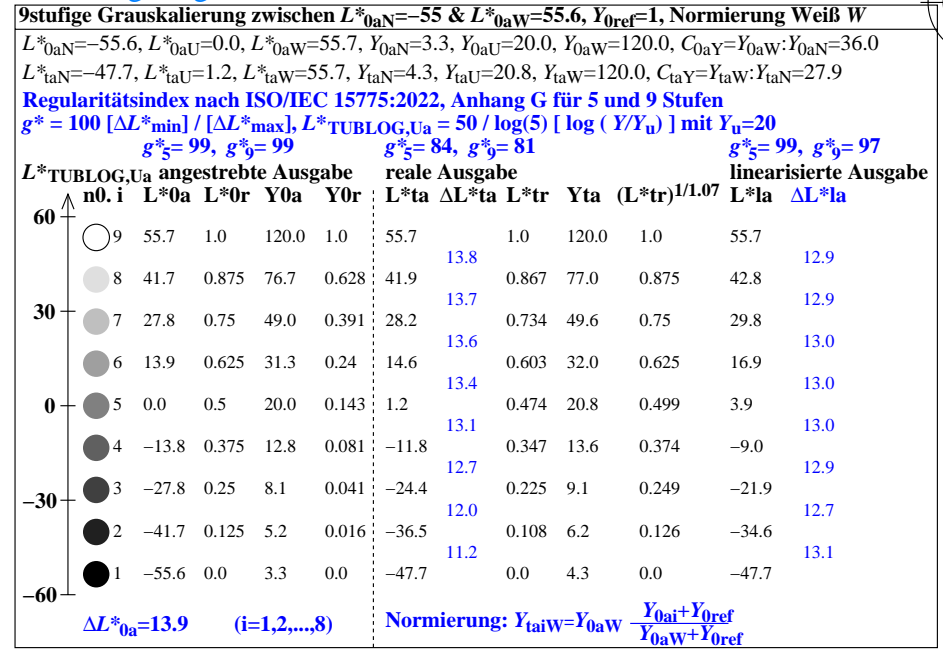 9stufige Grauskalierung zwischen L*0aN=−55 & L*0aW=55.6, Y0ref=1, Normierung Weiß W
L*0aN=−55.6, L*0aU=0.0, L*0aW=55.7, Y0aN=3.3, Y0aU=20.0, Y0aW=120.0, C0aY=Y0aW:Y0aN=36.0
L*taN=−47.7, L*taU=1.2, L*taW=55.7, YtaN=4.3, YtaU=20.8, YtaW=120.0, CtaY=YtaW:YtaN=27.9
Regularitätsindex nach ISO/IEC 15775:2022, Anhang G für 5 und 9 Stufen
g* = 100 [ΔL*min] / [ΔL*max], L*TUBLOG,Ua = 50 / log(5) [ log ( Y/Yu) ] mit Yu=20
g*5= 99, g*9= 99 g*5= 84, g*9= 81 g*5= 99, g*9= 97
L*TUBLOG,Ua angestrebte Ausgabe reale Ausgabe linearisierte Ausgabe
n0. i L*0a L*0r Y0a Y0r L*ta ΔL*ta L*tr Yta (L*tr)1/1.07 L*la ΔL*la
60
9 55.7 1.0 120.0 1.0 55.7 1.0 120.0 1.0 55.7
13.8 12.9
8 41.7 0.875 76.7 0.628 41.9 0.867 77.0 0.875 42.8
13.7 12.9
30
7 27.8 0.75 49.0 0.391 28.2 0.734 49.6 0.75 29.8
13.6 13.0
6 13.9 0.625 31.3 0.24 14.6 0.603 32.0 0.625 16.9
13.4 13.0
0 5 0.0 0.5 20.0 0.143 1.2 0.474 20.8 0.499 3.9
13.1 13.0
4 −13.8 0.375 12.8 0.081 −11.8 0.347 13.6 0.374 −9.0
12.7 12.9
3 −27.8 0.25 8.1 0.041 −24.4 0.225 9.1 0.249 −21.9
−30
12.0 12.7
2 −41.7 0.125 5.2 0.016 −36.5 0.108 6.2 0.126 −34.6
11.2 13.1
1 −55.6 0.0 3.3 0.0 −47.7 0.0 4.3 0.0 −47.7
−60
ΔL*0a=13.9 (i=1,2,...,8) Normierung: YtaiW=Y0aW Y0ai+Y0ref
Y0aW+Y0ref